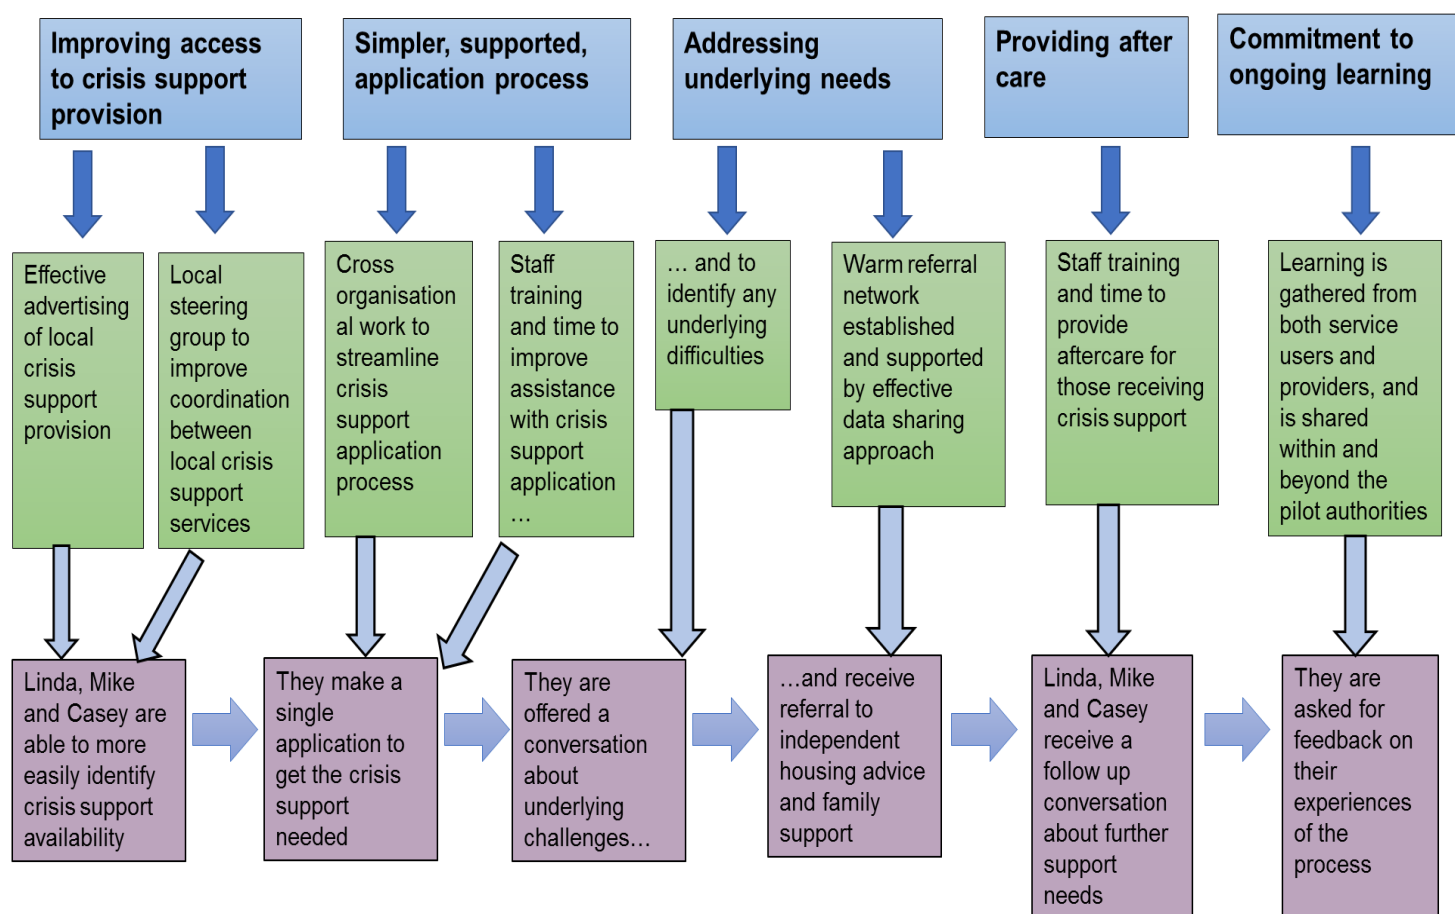 Improving access
to crisis support
provision
Simpler, supported,
application process
Addressing
underlying needs
Providing after
care
Commitment to
ongoing learning
Effective
advertising
of local
crisis
support
provision
Local
steering
group to
improve
coordination
between
local crisis
support
services
Cross
organisation
al work to
streamline
crisis
support
application
process
Staff
training
and time to
improve
assistance
with crisis
support
application
…
… and to
identify any
underlying
difficulties
Warm referral
network
established
and supported
by effective
data sharing
approach
Staff training
and time to
provide
aftercare for
those receiving
crisis support
Learning is
gathered from
both service
users and
providers, and
is shared
within and
beyond the
pilot authorities
Linda, Mike
and Casey are
able to more
easily identify
crisis support
availability
They make a
single
application to
get the crisis
support
needed
They are
offered a
conversation
about
underlying
challenges…
…and receive
referral to
independent
housing advice
and family
support
Linda, Mike
and Casey
receive a
follow up
conversation
about further
support
needs
They are
asked for
feedback on
their
experiences
of the
process